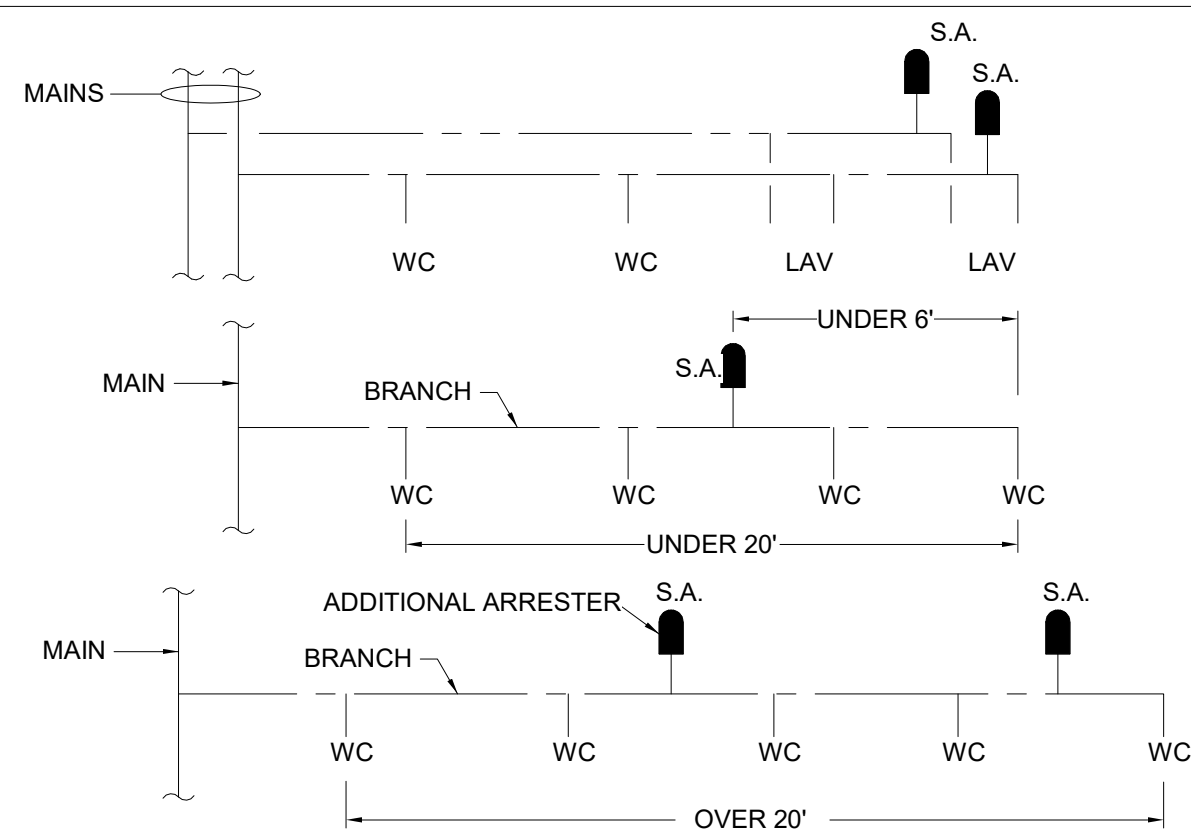 S.A.
S.A.
MAINS
WC
WC
LAV
LAV
UNDER 6'
S.A.
MAIN
BRANCH
WC
WC
WC
WC
UNDER 20'
S.A.
S.A.
ADDITIONAL ARRESTER
MAIN
BRANCH
WC
WC
WC
WC
WC
OVER 20'